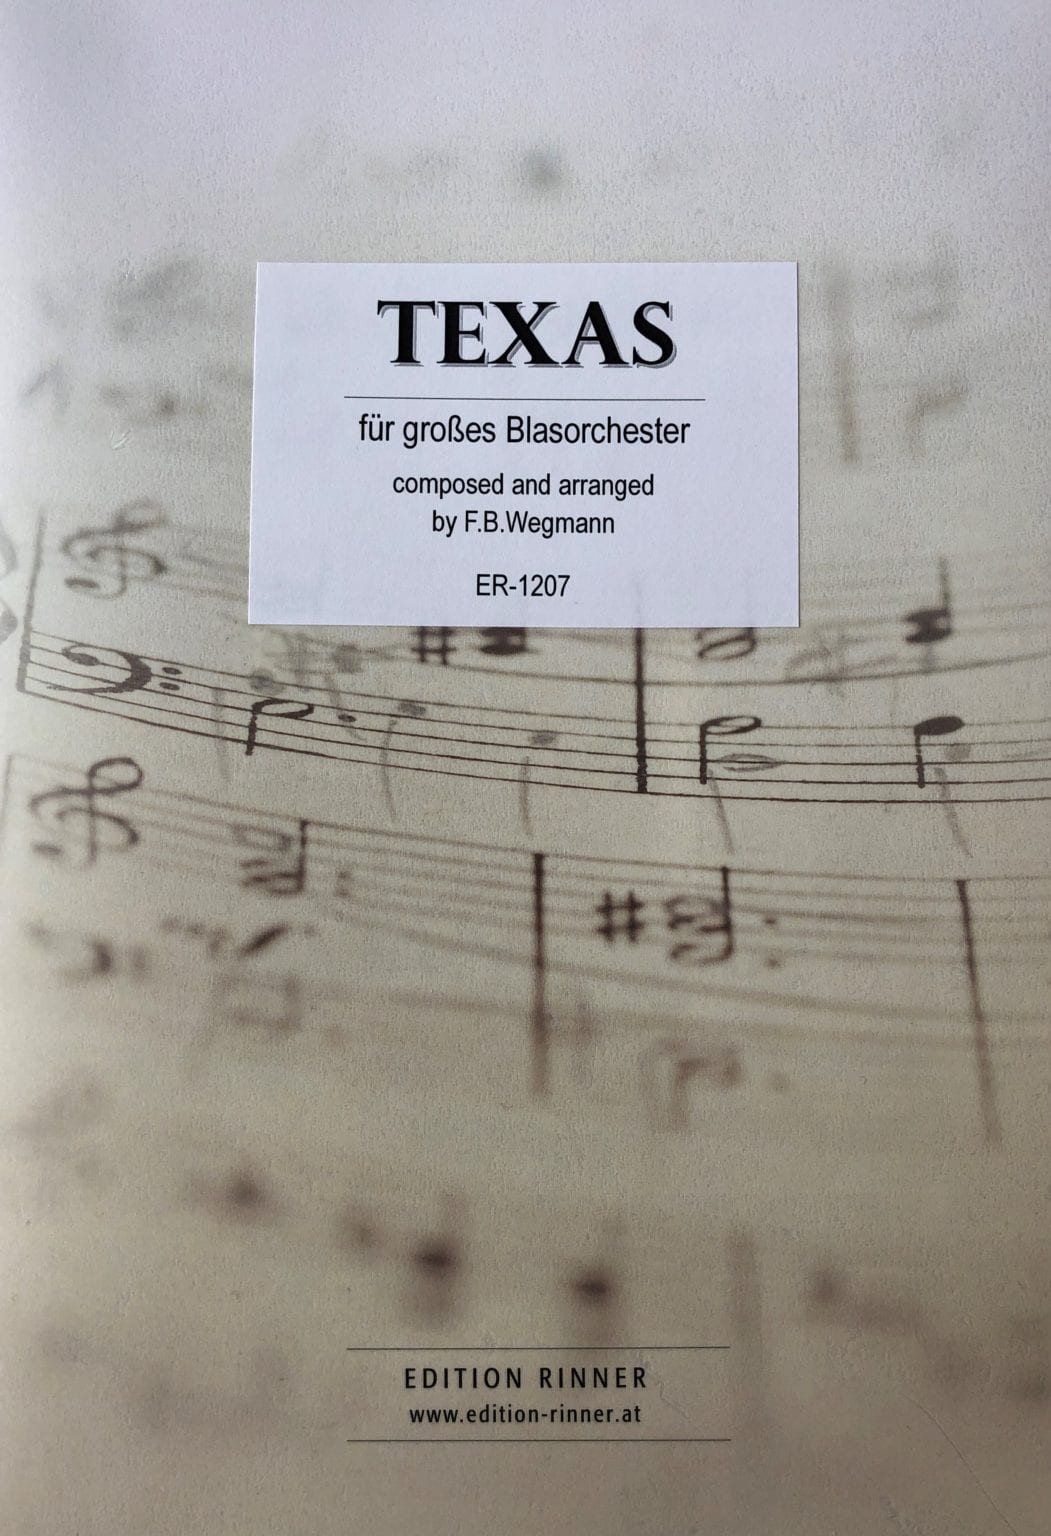 TEXAS
für großes Blasorchester
composed and arranged
by F.B.Wegmann
ER-1207
EDITION RINNER
www.edition-rinner.at